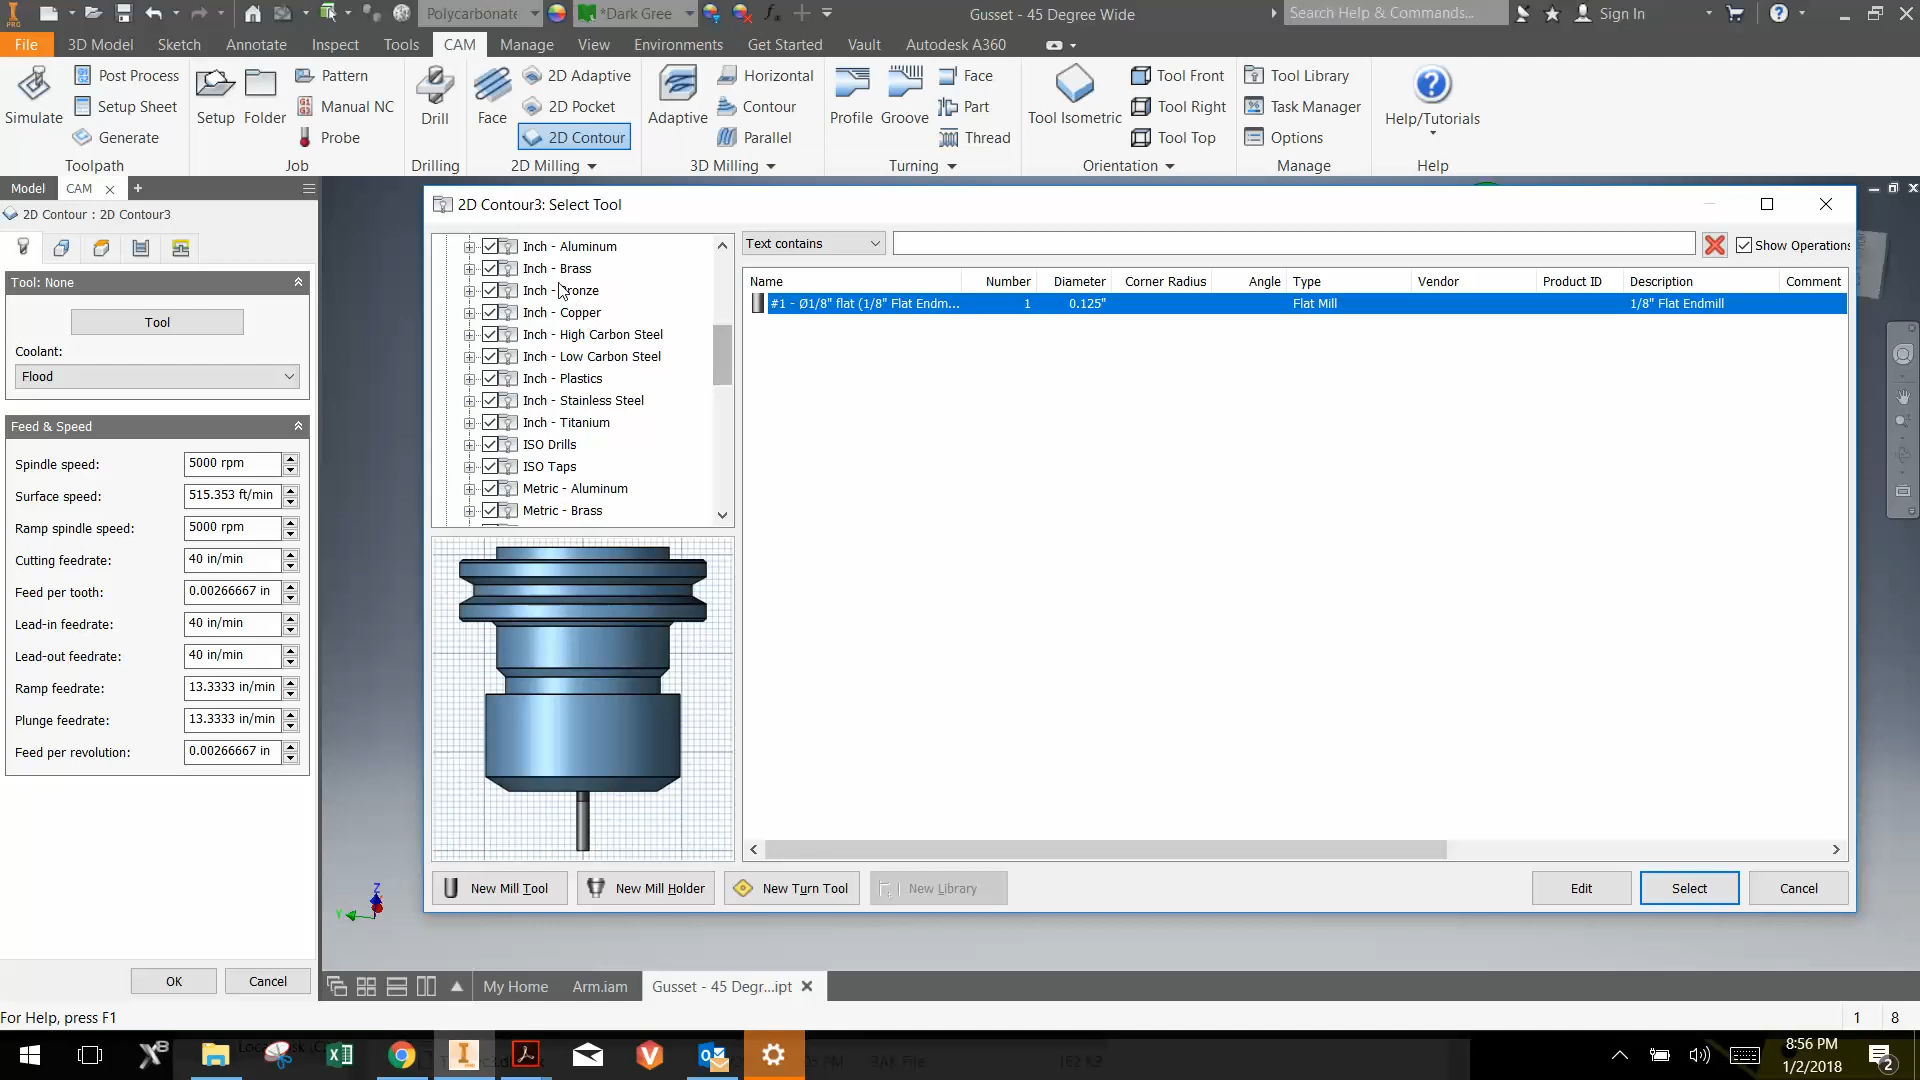 Polycarbonate
*Dark Gree
Gusset - 45 Degree Wide
Search Help & Commands...
Sign In
PRO
File
3D Model
Sketch
Annotate
Inspect
Tools
CAM
Manage
View
Environments
Get Started
Vault
Autodesk A360
Simulate
Post Process
Setup Sheet
Generate
Toolpath
Setup
Folder
Pattern
Manual NC
Probe
Job
Drill
Drilling
Face
2D Adaptive
2D Pocket
2D Contour
2D Milling
Adaptive
Horizontal
Contour
Parallel
3D Milling
Profile
Groove
Face
Part
Thread
Turning
Tool Isometric
Tool Front
Tool Right
Tool Top
Orientation
Tool Library
Task Manager
Options
Manage
Help/Tutorials
Help
Model
CAM
2D Contour : 2D Contour3
Tool: None
Tool
Coolant:
Flood
Feed & Speed
Spindle speed: 5000 rpm
Surface speed: 515.353 ft/min
Ramp spindle speed: 5000 rpm
Cutting feedrate: 40 in/min
Feed per tooth: 0.00266667 in
Lead-in feedrate: 40 in/min
Lead-out feedrate: 40 in/min
Ramp feedrate: 13.3333 in/min
Plunge feedrate: 13.3333 in/min
Feed per revolution: 0.00266667 in
OK
Cancel
2D Contour3: Select Tool
Inch - Aluminum
Inch - Brass
Inch - Bronze
Inch - Copper
Inch - High Carbon Steel
Inch - Low Carbon Steel
Inch - Plastics
Inch - Stainless Steel
Inch - Titanium
ISO Drills
ISO Taps
Metric - Aluminum
Metric - Brass
Text contains
Show Operations
Name Number Diameter Corner Radius Angle Type Vendor Product ID Description Comment
#1 - Ø1/8" flat (1/8" Flat Endm... 1 0.125" Flat Mill 1/8" Flat Endmill
New Mill Tool
New Mill Holder
New Turn Tool
New Library
Edit
Select
Cancel
Z
Y
My Home
Arm.iam
Gusset - 45 Degr...ipt
For Help, press F1
1 8
8:56 PM
1/2/2018
2